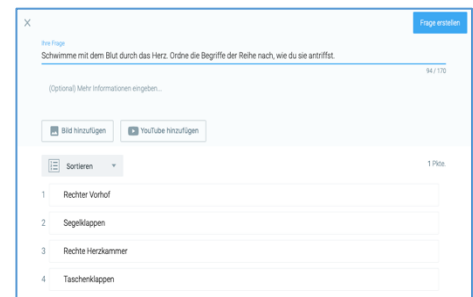 X
Frage erstellen
Ihre Frage
Schwimme mit dem Blut durch das Herz. Ordne die Begriffe der Reihe nach, wie du sie antriffst.
94 / 170
(Optional) Mehr Informationen eingeben...
Bild hinzufügen
YouTube hinzufügen
Sortieren
1 Pkte.
1 Rechter Vorhof
2 Segelklappen
3 Rechte Herzkammer
4 Taschenklappen